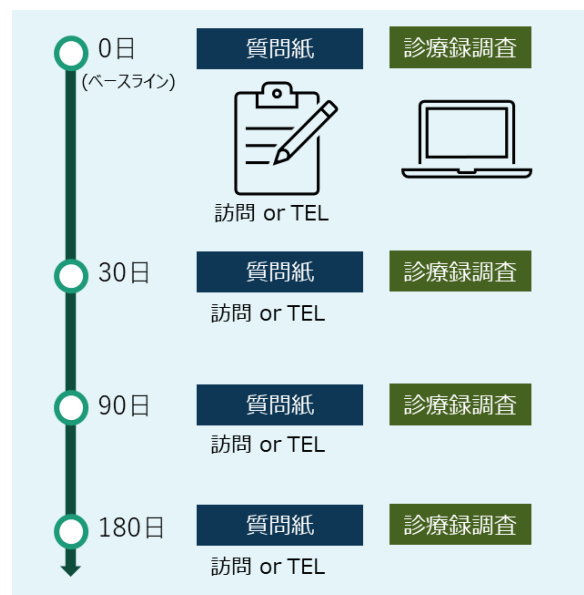 0日 質問紙 診療録調査
(ベースライン)
訪問 or TEL
30日 質問紙 診療録調査
訪問 or TEL
90日 質問紙 診療録調査
訪問 or TEL
180日 質問紙 診療録調査
訪問 or TEL